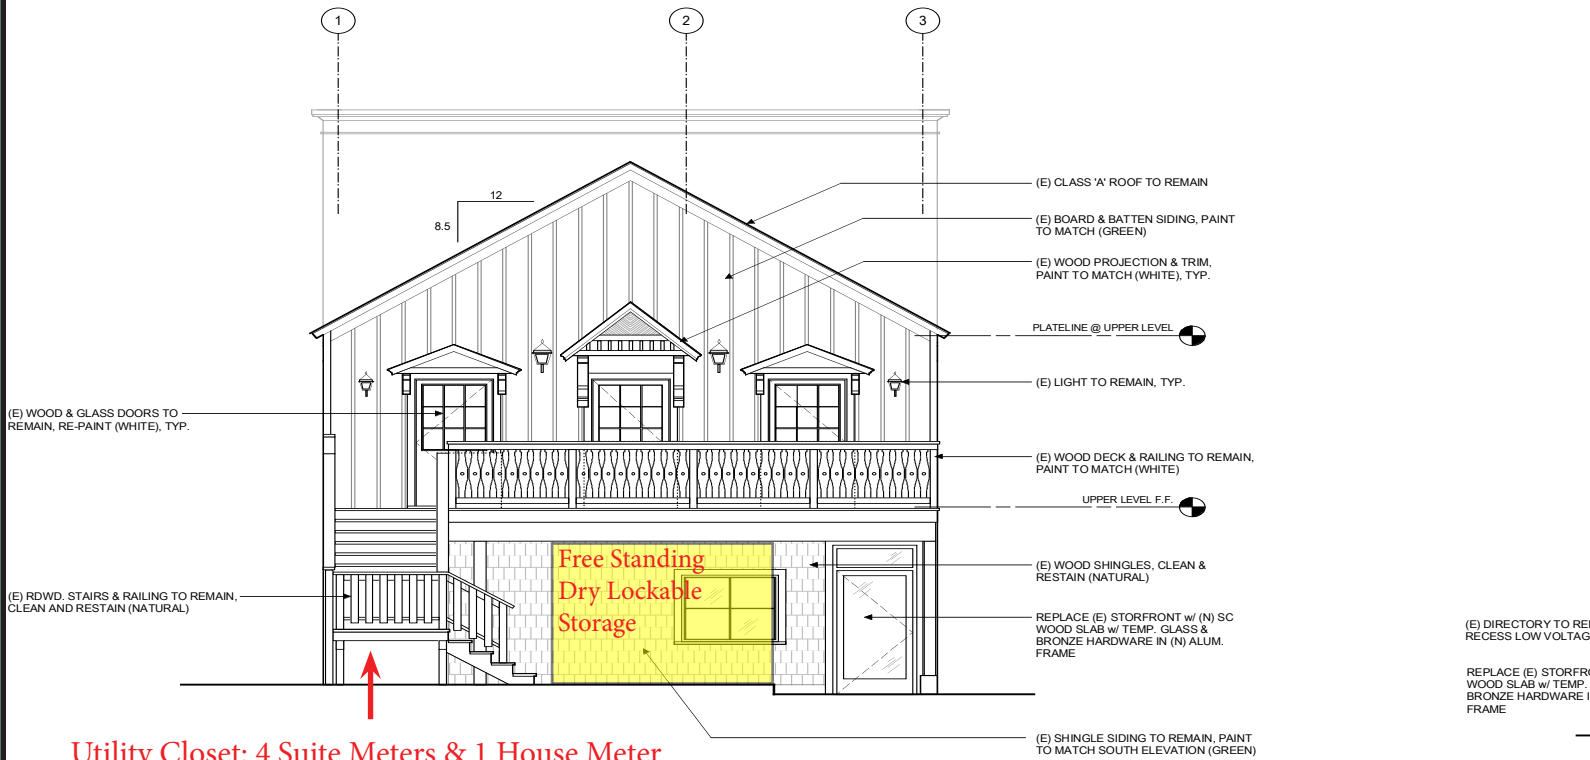 1
2
3
12
8.5
(E) CLASS 'A' ROOF TO REMAIN
(E) BOARD & BATTEN SIDING, PAINT
TO MATCH (GREEN)
(E) WOOD PROJECTION & TRIM,
PAINT TO MATCH (WHITE), TYP.
PLATELINE @ UPPER LEVEL
(E) LIGHT TO REMAIN, TYP.
(E) WOOD & GLASS DOORS TO
REMAIN, RE-PAINT (WHITE), TYP.
(E) WOOD DECK & RAILING TO REMAIN,
PAINT TO MATCH (WHITE)
UPPER LEVEL F.F.
Free Standing
Dry Lockable
Storage
(E) WOOD SHINGLES, CLEAN &
RESTAIN (NATURAL)
(E) RDWD. STAIRS & RAILING TO REMAIN,
CLEAN AND RESTAIN (NATURAL)
REPLACE (E) STORFRONT w/ (N) SC
WOOD SLAB w/ TEMP. GLASS &
BRONZE HARDWARE IN (N) ALUM.
FRAME
(E) DIRECTORY TO RE
RECESS LOW VOLTAG
REPLACE (E) STORFRO
WOOD SLAB w/ TEMP.
BRONZE HARDWARE I
FRAME
(E) SHINGLE SIDING TO REMAIN, PAINT
TO MATCH SOUTH ELEVATION (GREEN)
Utility Closet: 4 Suite Meters & 1 House Meter